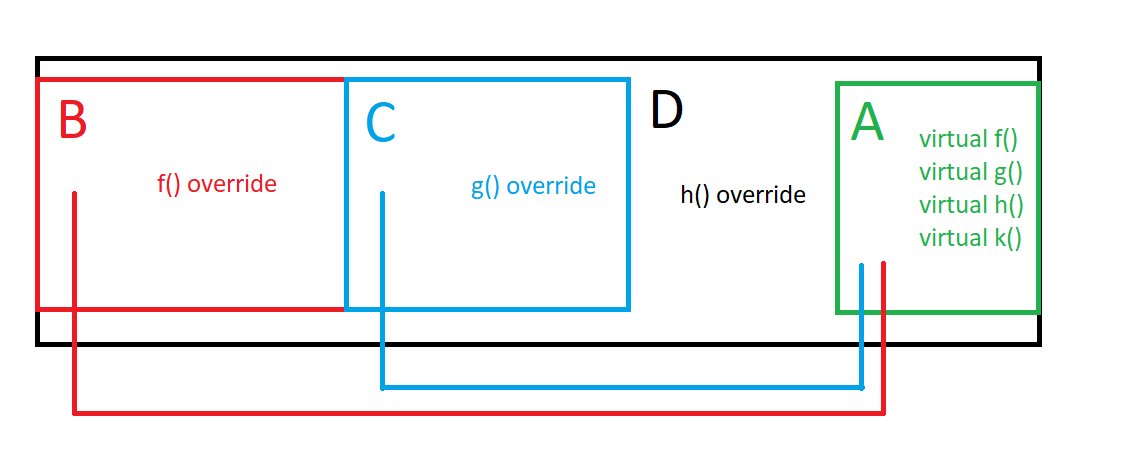 B
f() override
C
g() override
D
h() override
A
virtual f()
virtual g()
virtual h()
virtual k()